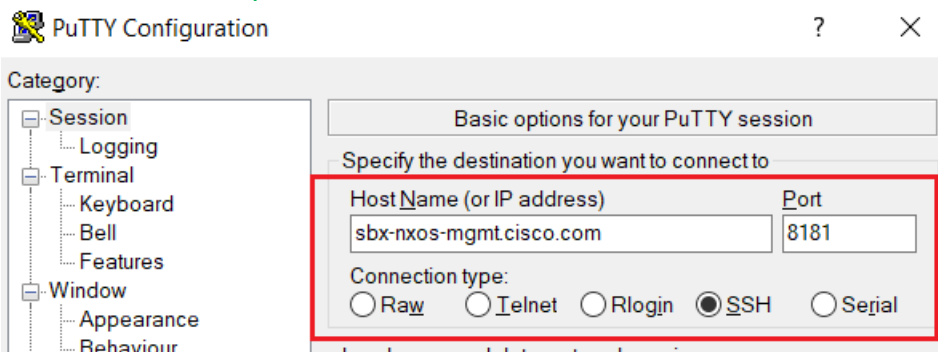 PuTTY Configuration
?
Category:
Session
Logging
Terminal
Keyboard
Bell
Features
Window
Appearance
Behaviour
Basic options for your PuTTY session
Specify the destination you want to connect to
Host Name (or IP address) Port
sbx-nxos-mgmt.cisco.com 8181
Connection type:
Raw Telnet Rlogin SSH Serial